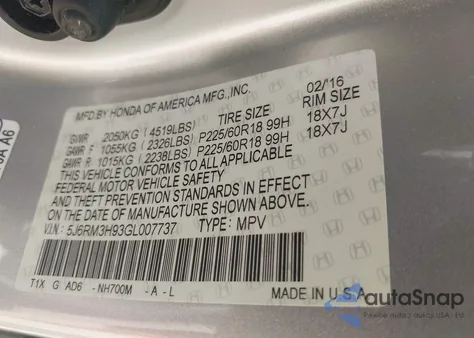 MFD.BY HONDA OF AMERICA MFG.,INC. 02/'16
TIRE SIZE RIM SIZE
GVWR 2050KG ( 4519LBS)
GAWR F 1055KG ( 2326LBS) P225/60R18 99H 18X7J
GAWR R 1015KG ( 2238LBS) P225/60R18 99H 18X7J
THIS VEHICLE CONFORMS TO ALL APPLICABLE
FEDERAL MOTOR VEHICLE SAFETY
AND THEFT PREVENTION STANDARDS IN EFFECT
ON THE DATE OF MANUFACTURE SHOWN ABOVE.
V.I.N.: 5J6RM3H93GL007737 TYPE: MPV
T1X G AD6 -NH700M -A -L
MADE IN U.S.A
autaSnap